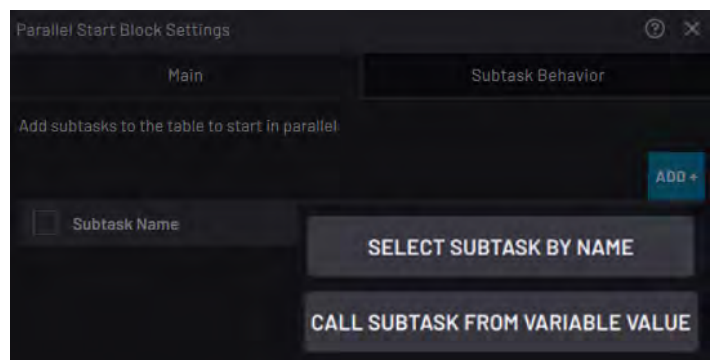 Parallel Start Block Settings
Main
Subtask Behavior
Add subtasks to the table to start in parallel
ADD +
Subtask Name
SELECT SUBTASK BY NAME
CALL SUBTASK FROM VARIABLE VALUE